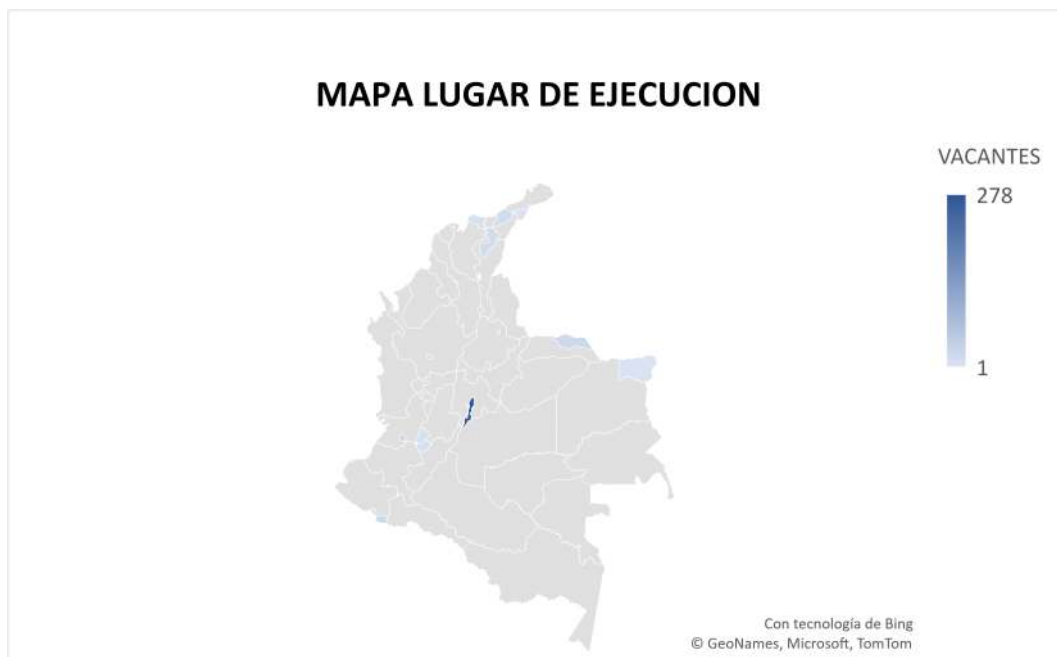 MAPA LUGAR DE EJECUCION
VACANTES
278
1
Con tecnología de Bing
© GeoNames, Microsoft, TomTom